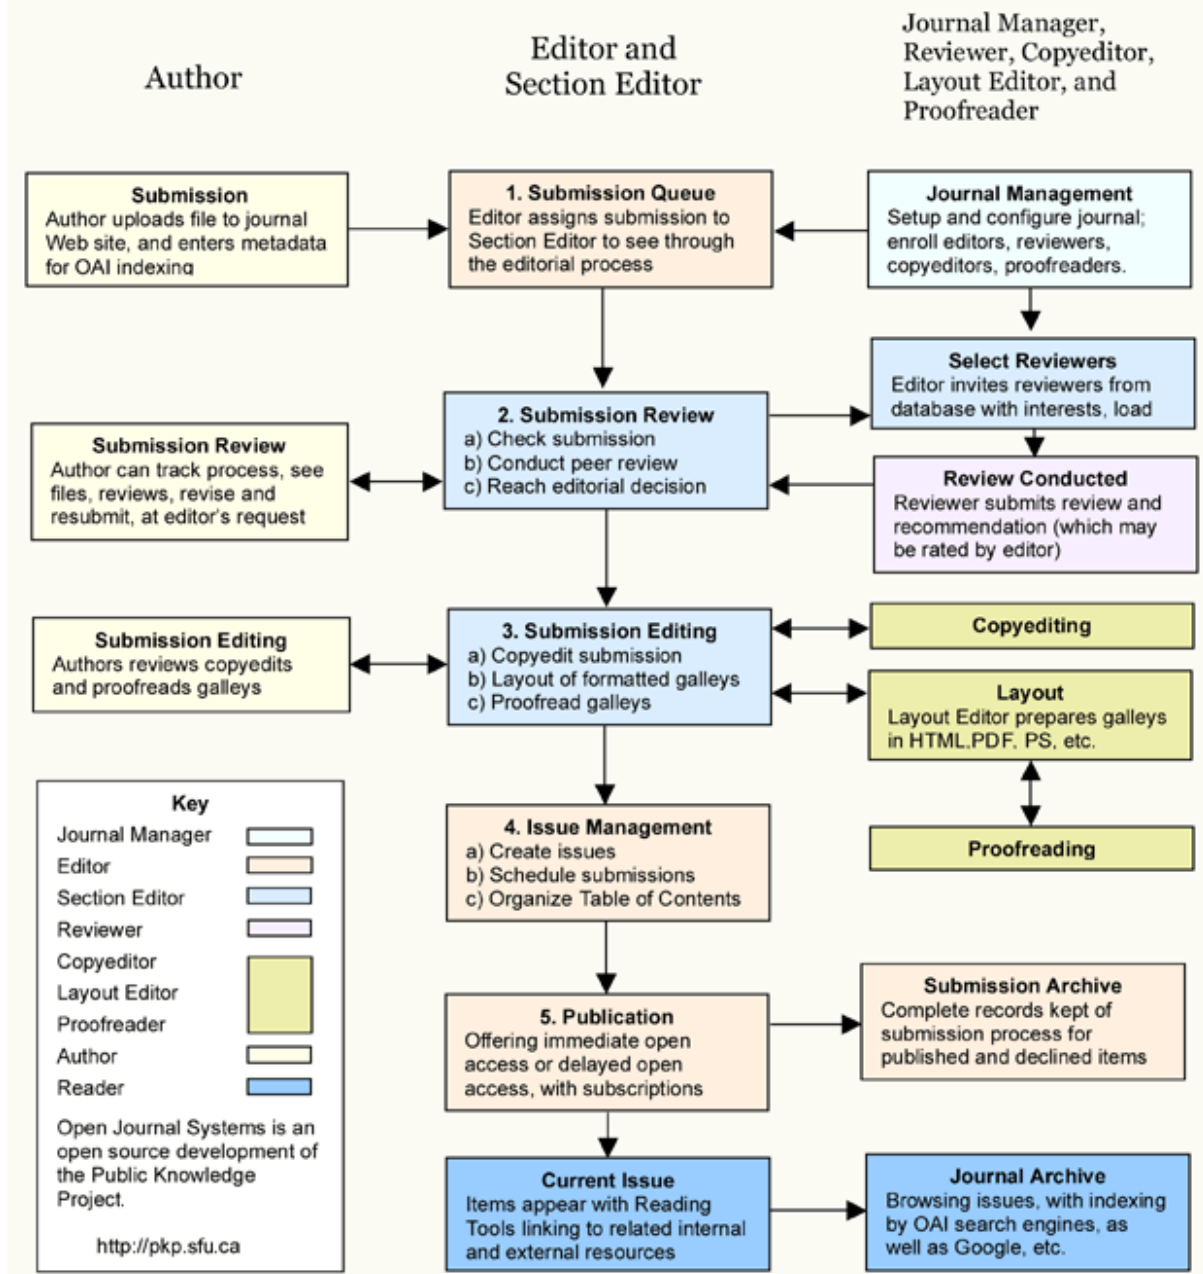 Author
Editor and
Section Editor
Journal Manager,
Reviewer, Copyeditor,
Layout Editor, and
Proofreader
Submission
Author uploads file to journal
Web site, and enters metadata
for OAI indexing
1. Submission Queue
Editor assigns submission to
Section Editor to see through
the editorial process
Journal Management
Setup and configure journal;
enroll editors, reviewers,
copyeditors, proofreaders.
Select Reviewers
Editor invites reviewers from
database with interests, load
Submission Review
Author can track process, see
files, reviews, revise and
resubmit, at editor's request
2. Submission Review
a) Check submission
b) Conduct peer review
c) Reach editorial decision
Review Conducted
Reviewer submits review and
recommendation (which may
be rated by editor)
Submission Editing
Authors reviews copyedits
and proofreads galleys
3. Submission Editing
a) Copyedit submission
b) Layout of formatted galleys
c) Proofread galleys
Copyediting
Layout
Layout Editor prepares galleys
in HTML,PDF, PS, etc.
Proofreading
Key
Journal Manager
Editor
Section Editor
Reviewer
Copyeditor
Layout Editor
Proofreader
Author
Reader
Open Journal Systems is an
open source development of
the Public Knowledge
Project.
http://pkp.sfu.ca
4. Issue Management
a) Create issues
b) Schedule submissions
c) Organize Table of Contents
5. Publication
Offering immediate open
access or delayed open
access, with subscriptions
Submission Archive
Complete records kept of
submission process for
published and declined items
Current Issue
Items appear with Reading
Tools linking to related internal
and external resources
Journal Archive
Browsing issues, with indexing
by OAI search engines, as
well as Google, etc.